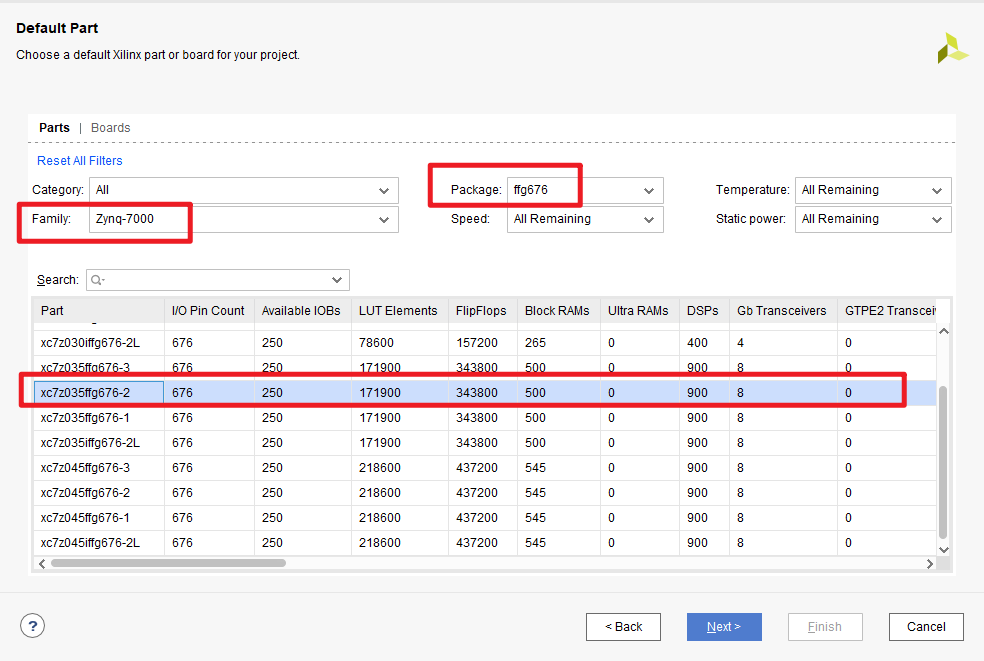 Default Part
Choose a default Xilinx part or board for your project.
Parts | Boards
Reset All Filters
Category: All Package: ffg676 Temperature: All Remaining
Family: Zynq-7000 Speed: All Remaining Static power: All Remaining
Search:
Part I/O Pin Count Available IOBs LUT Elements FlipFlops Block RAMs Ultra RAMs DSPs Gb Transceivers GTPE2 Transcei
xc7z030iffg676-2L 676 250 78600 157200 265 0 400 4 0
xc7z035ffg676-3 676 250 171900 343800 500 0 900 8 0
xc7z035ffg676-2 676 250 171900 343800 500 0 900 8 0
xc7z035ffg676-1 676 250 171900 343800 500 0 900 8 0
xc7z035iffg676-2L 676 250 171900 343800 500 0 900 8 0
xc7z045ffg676-3 676 250 218600 437200 545 0 900 8 0
xc7z045ffg676-2 676 250 218600 437200 545 0 900 8 0
xc7z045ffg676-1 676 250 218600 437200 545 0 900 8 0
xc7z045iffg676-2L 676 250 218600 437200 545 0 900 8 0
? < Back Next > Finish Cancel